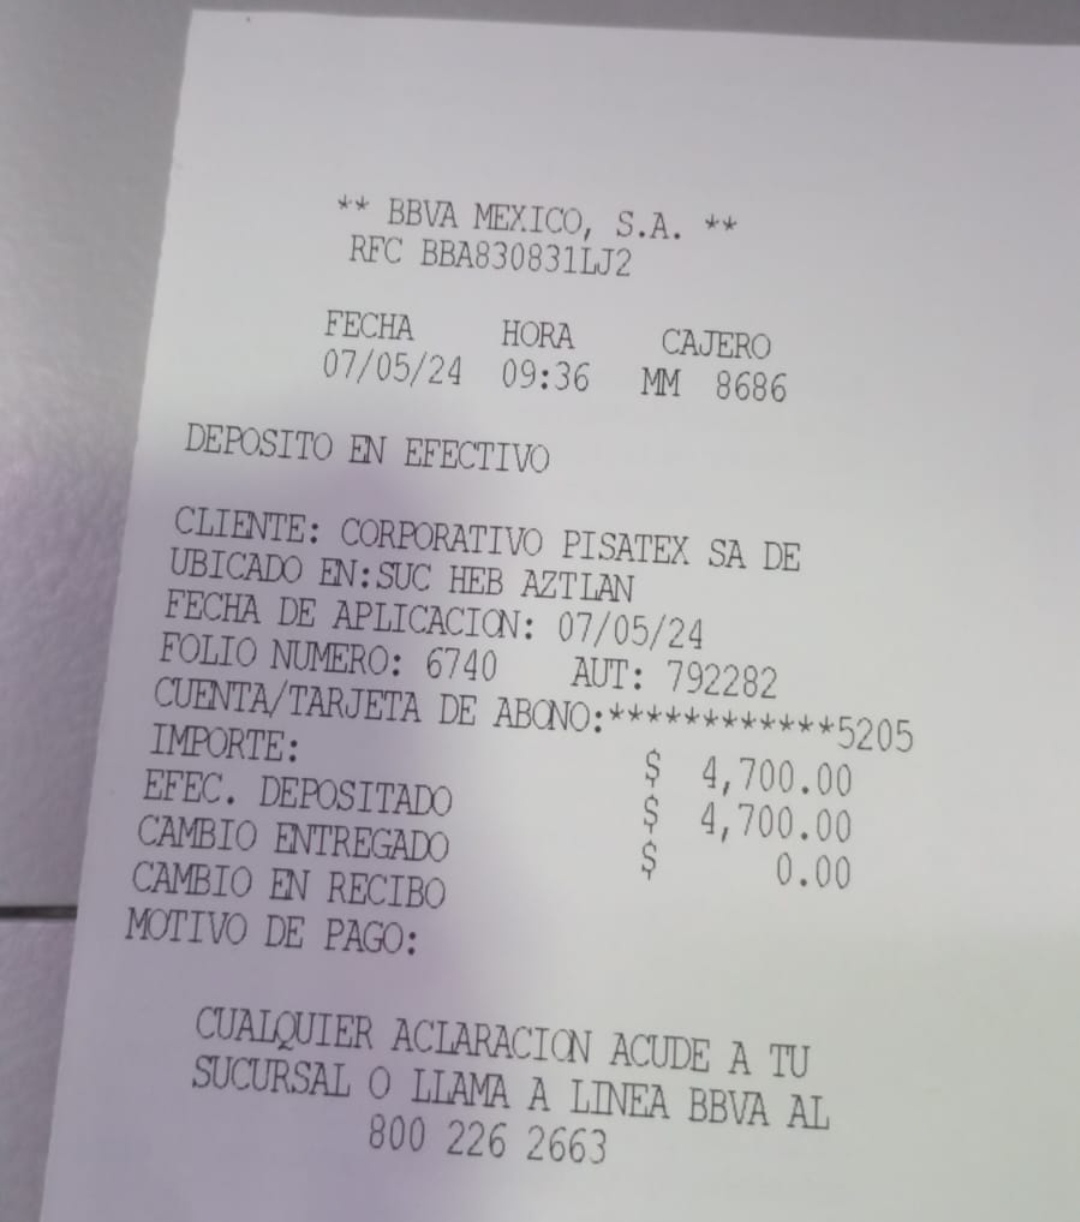 ** BBVA MEXICO, S.A. **
RFC BBA830831LJ2
FECHA HORA CAJERO
07/05/24 09:36 MM 8686
DEPOSITO EN EFECTIVO
CLIENTE: CORPORATIVO PISATEX SA DE
UBICADO EN:SUC HEB AZTLAN
FECHA DE APLICACION: 07/05/24
FOLIO NUMERO: 6740 AUT: 792282
CUENTA/TARJETA DE ABONO:************5205
IMPORTE: $ 4,700.00
EFEC. DEPOSITADO $ 4,700.00
CAMBIO ENTREGADO $ 0.00
CAMBIO EN RECIBO
MOTIVO DE PAGO:
CUALQUIER ACLARACION ACUDE A TU
SUCURSAL O LLAMA A LINEA BBVA AL
800 226 2663